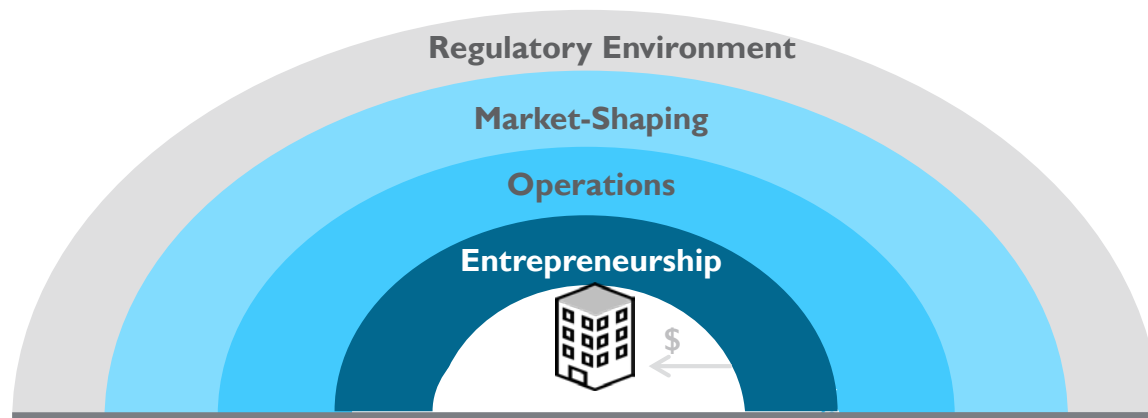 Regulatory Environment
Market-Shaping
Operations
Entrepreneurship
$